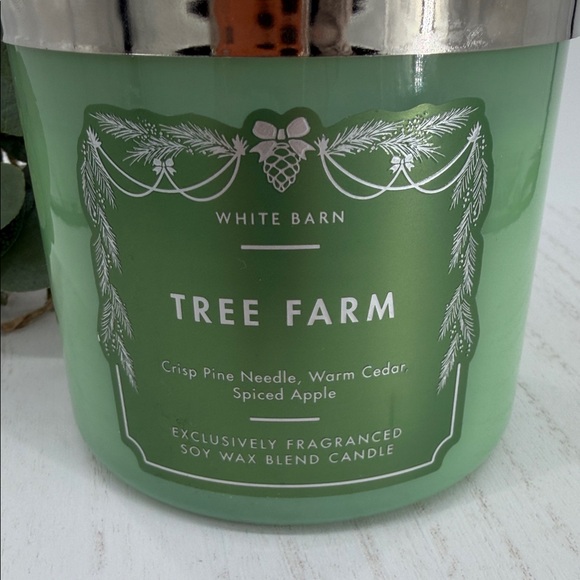 WHITE BARN
TREE FARM
Crisp Pine Needle, Warm Cedar,
Spiced Apple
EXCLUSIVELY FRAGRANCED
SOY WAX BLEND CANDLE